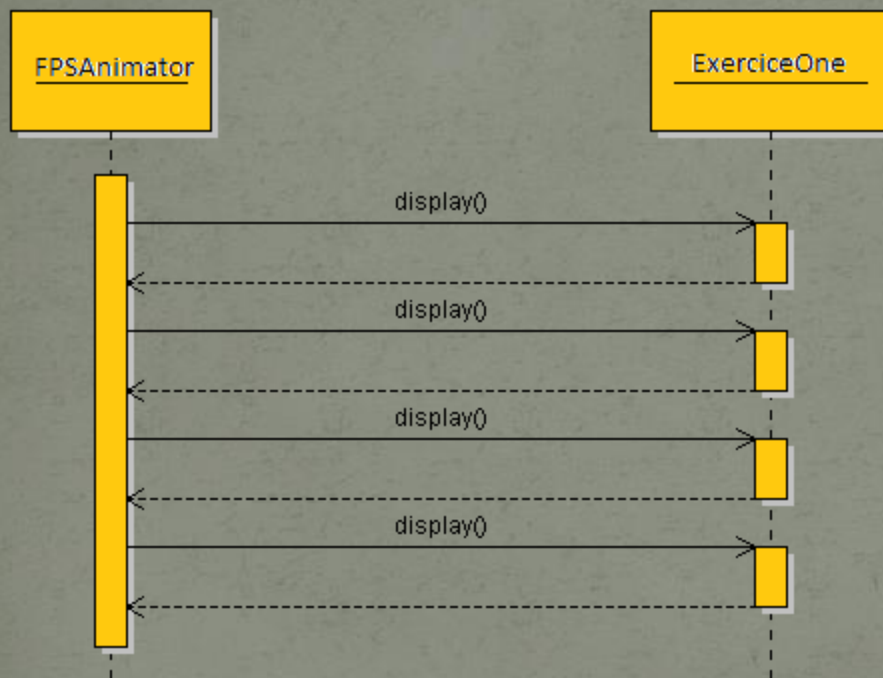 FPSAnimator
ExerciceOne
display()
display()
display()
display()